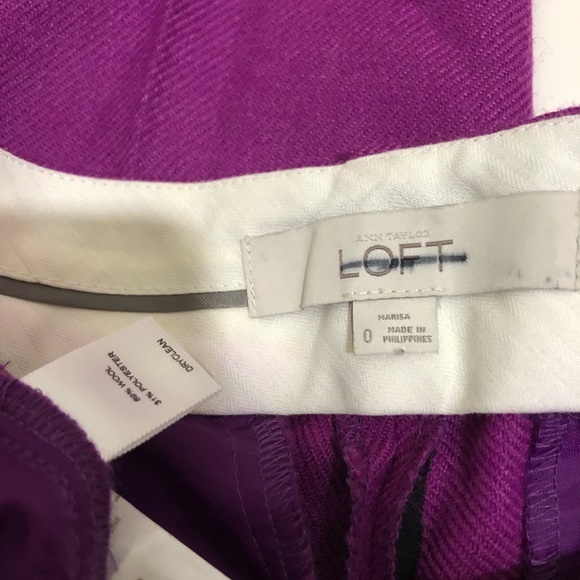 ANN TAYLOR
LOFT
MARISA
0
MADE IN
PHILIPPINES
69% WOOL
31% POLYESTER
DRYCLEAN